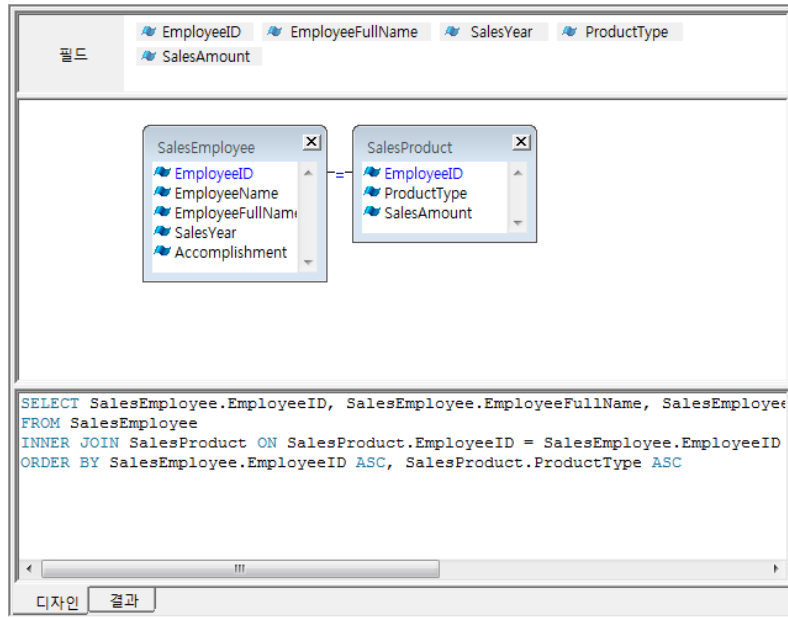 필드
EmployeeID EmployeeFullName SalesYear ProductType
SalesAmount
SalesEmployee
EmployeeID
EmployeeName
EmployeeFullName
SalesYear
Accomplishment
=
SalesProduct
EmployeeID
ProductType
SalesAmount
SELECT SalesEmployee.EmployeeID, SalesEmployee.EmployeeFullName, SalesEmployee
FROM SalesEmployee
INNER JOIN SalesProduct ON SalesProduct.EmployeeID = SalesEmployee.EmployeeID
ORDER BY SalesEmployee.EmployeeID ASC, SalesProduct.ProductType ASC
디자인 결과